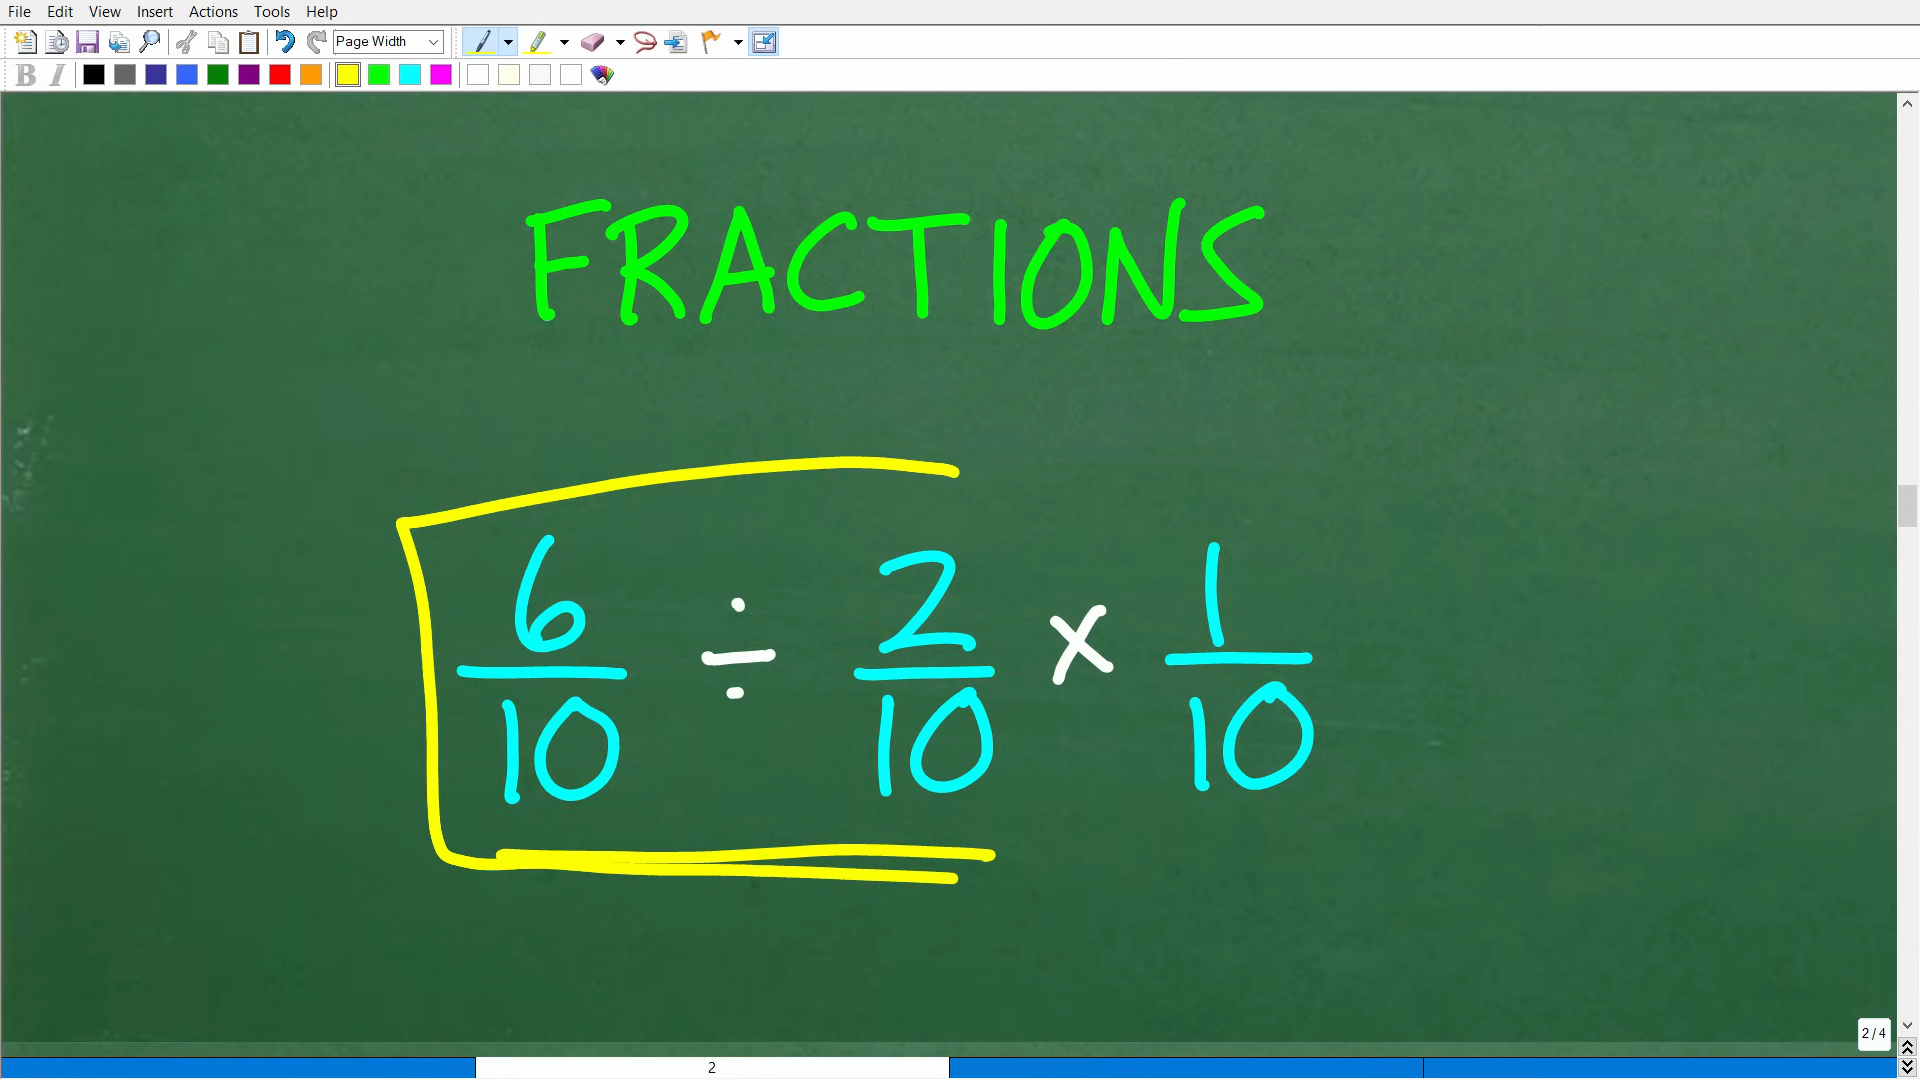 File Edit View Insert Actions Tools Help
Page Width
B I
FRACTIONS
6/10 ÷ 2/10 x 1/10
2 / 4
2